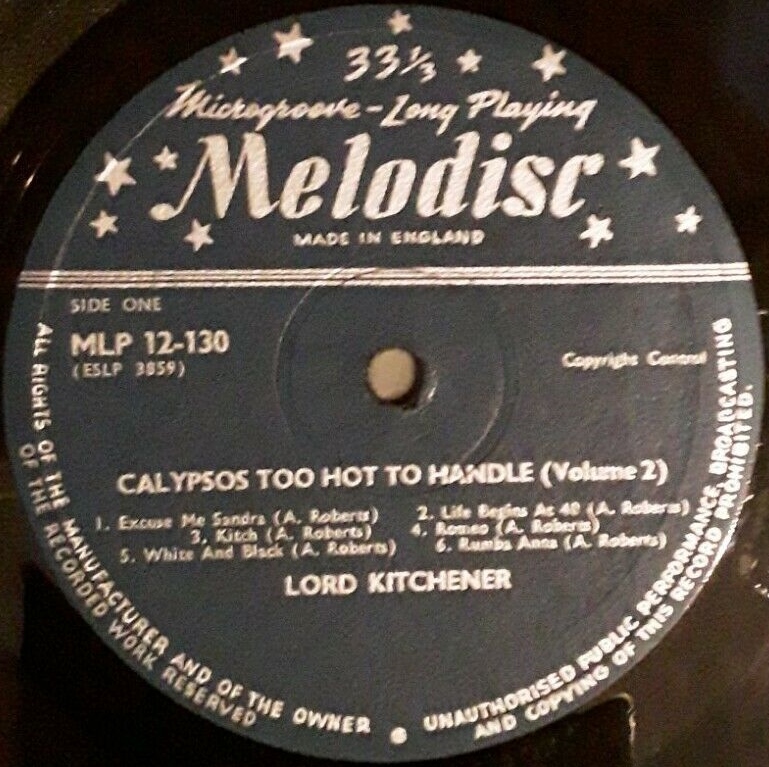 33⅓
Microgroove-Long Playing
Melodisc
MADE IN ENGLAND
SIDE ONE
MLP 12-130
(ESLP 3859)
Copyright Control
CALYPSOS TOO HOT TO HANDLE (Volume 2)
1. Excuse Me Sandra (A. Roberts) 2. Life Begins At 40 (A. Roberts)
3. Kitch (A. Roberts) 4. Romeo (A. Roberts)
5. White And Black (A. Roberts) 6. Rumba Anna (A. Roberts)
LORD KITCHENER
ALL RIGHTS OF THE MANUFACTURER AND OF THE OWNER
OF THE RECORDED WORK RESERVED
UNAUTHORISED PUBLIC PERFORMANCE, BROADCASTING
AND COPYING OF THIS RECORD PROHIBITED.